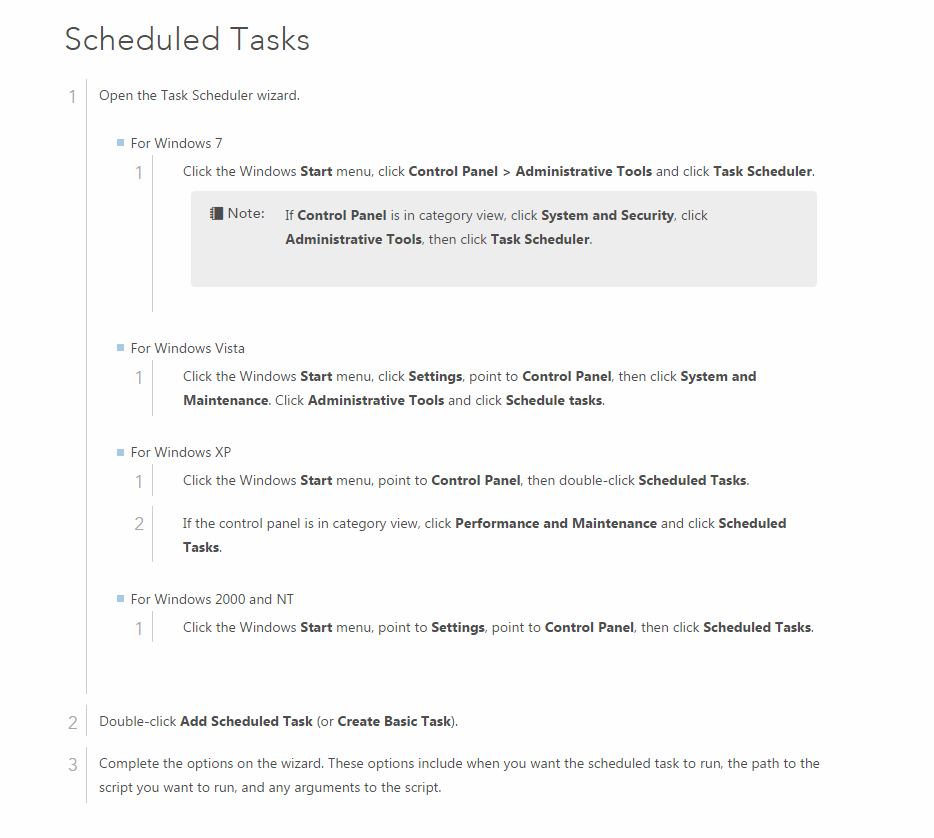 Scheduled Tasks
1 Open the Task Scheduler wizard.
For Windows 7
1 Click the Windows Start menu, click Control Panel > Administrative Tools and click Task Scheduler.
Note: If Control Panel is in category view, click System and Security, click
Administrative Tools, then click Task Scheduler.
For Windows Vista
1 Click the Windows Start menu, click Settings, point to Control Panel, then click System and
Maintenance. Click Administrative Tools and click Schedule tasks.
For Windows XP
1 Click the Windows Start menu, point to Control Panel, then double-click Scheduled Tasks.
2 If the control panel is in category view, click Performance and Maintenance and click Scheduled
Tasks.
For Windows 2000 and NT
1 Click the Windows Start menu, point to Settings, point to Control Panel, then click Scheduled Tasks.
2 Double-click Add Scheduled Task (or Create Basic Task).
3 Complete the options on the wizard. These options include when you want the scheduled task to run, the path to the
script you want to run, and any arguments to the script.